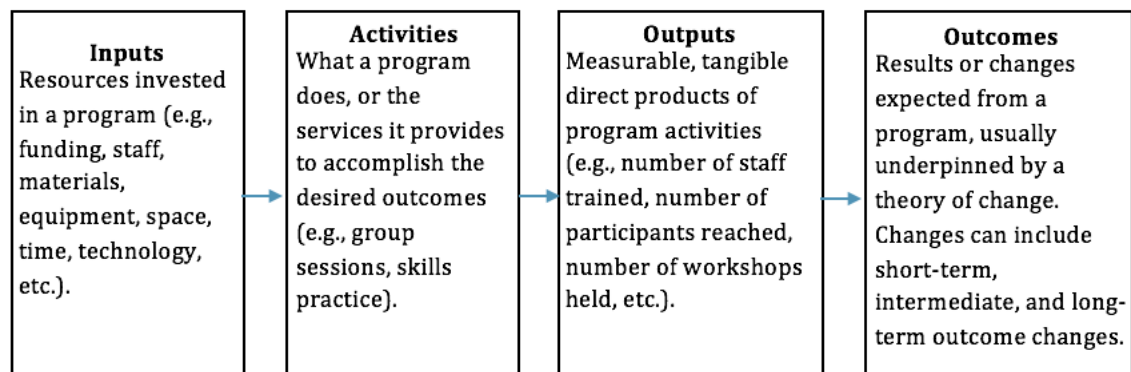 Inputs
Resources invested
in a program (e.g.,
funding, staff,
materials,
equipment, space,
time, technology,
etc.).
Activities
What a program
does, or the
services it provides
to accomplish the
desired outcomes
(e.g., group
sessions, skills
practice).
Outputs
Measurable, tangible
direct products of
program activities
(e.g., number of staff
trained, number of
participants reached,
number of workshops
held, etc.).
Outcomes
Results or changes
expected from a
program, usually
underpinned by a
theory of change.
Changes can include
short-term,
intermediate, and long-
term outcome changes.